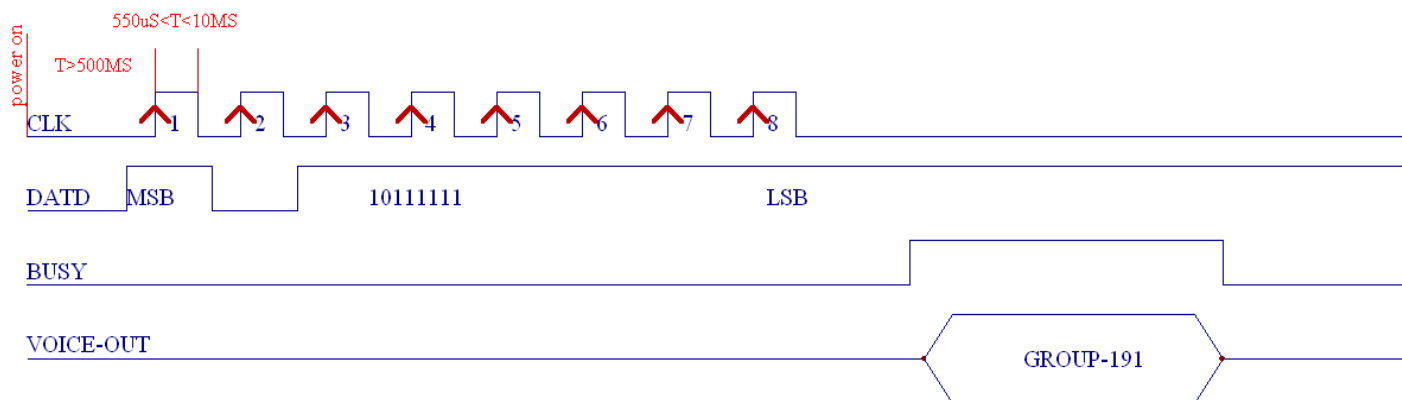 550uS<T<10MS
power on
T>500MS
CLK 1 2 3 4 5 6 7 8
DATD MSB 10111111 LSB
BUSY
VOICE-OUT GROUP-191